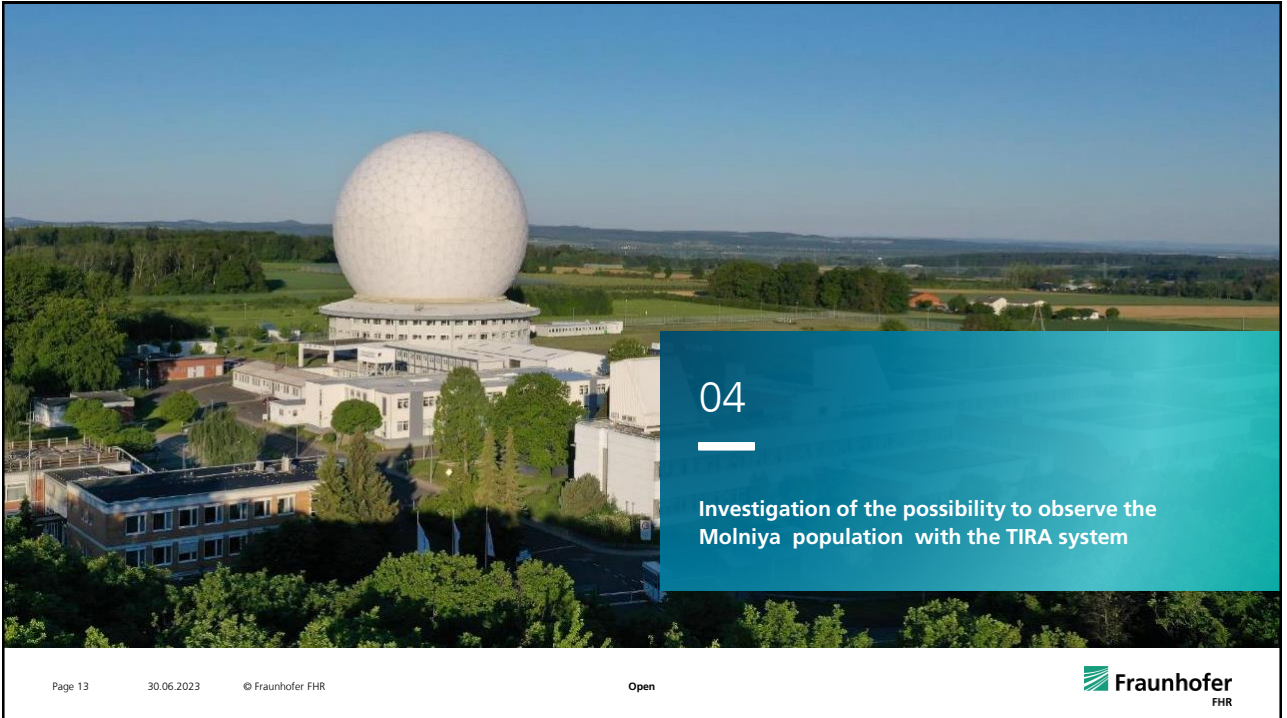 04
Investigation of the possibility to observe the
Molniya  population  with the TIRA system
Page 13 30.06.2023 © Fraunhofer FHR Open
Fraunhofer
FHR